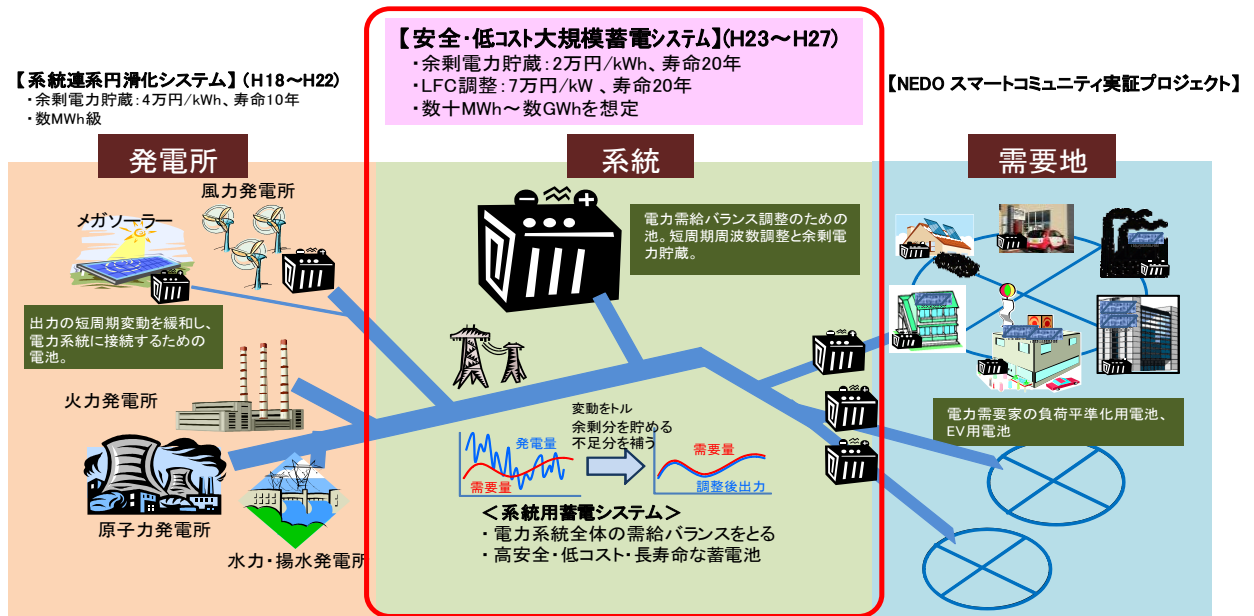 【安全・低コスト大規模蓄電システム】(H23～H27)
・余剰電力貯蔵：2万円/kWh、寿命20年
・LFC調整：7万円/kW 、寿命20年
・数十MWh～数GWhを想定
【系統連系円滑化システム】 (H18～H22)
・余剰電力貯蔵：4万円/kWh、寿命10年
・数MWh級
【NEDO スマートコミュニティ実証プロジェクト】
発電所
系統
需要地
風力発電所
メガソーラー
出力の短周期変動を緩和し、
電力系統に接続するための
電池。
火力発電所
原子力発電所
水力・揚水発電所
電力需給バランス調整のための
池。短周期周波数調整と余剰電
力貯蔵。
変動をトル
余剰分を貯める
不足分を補う
発電量
需要量
需要量
調整後出力
＜系統用蓄電システム＞
・電力系統全体の需給バランスをとる
・高安全・低コスト・長寿命な蓄電池
電力需要家の負荷平準化用電池、
EV用電池